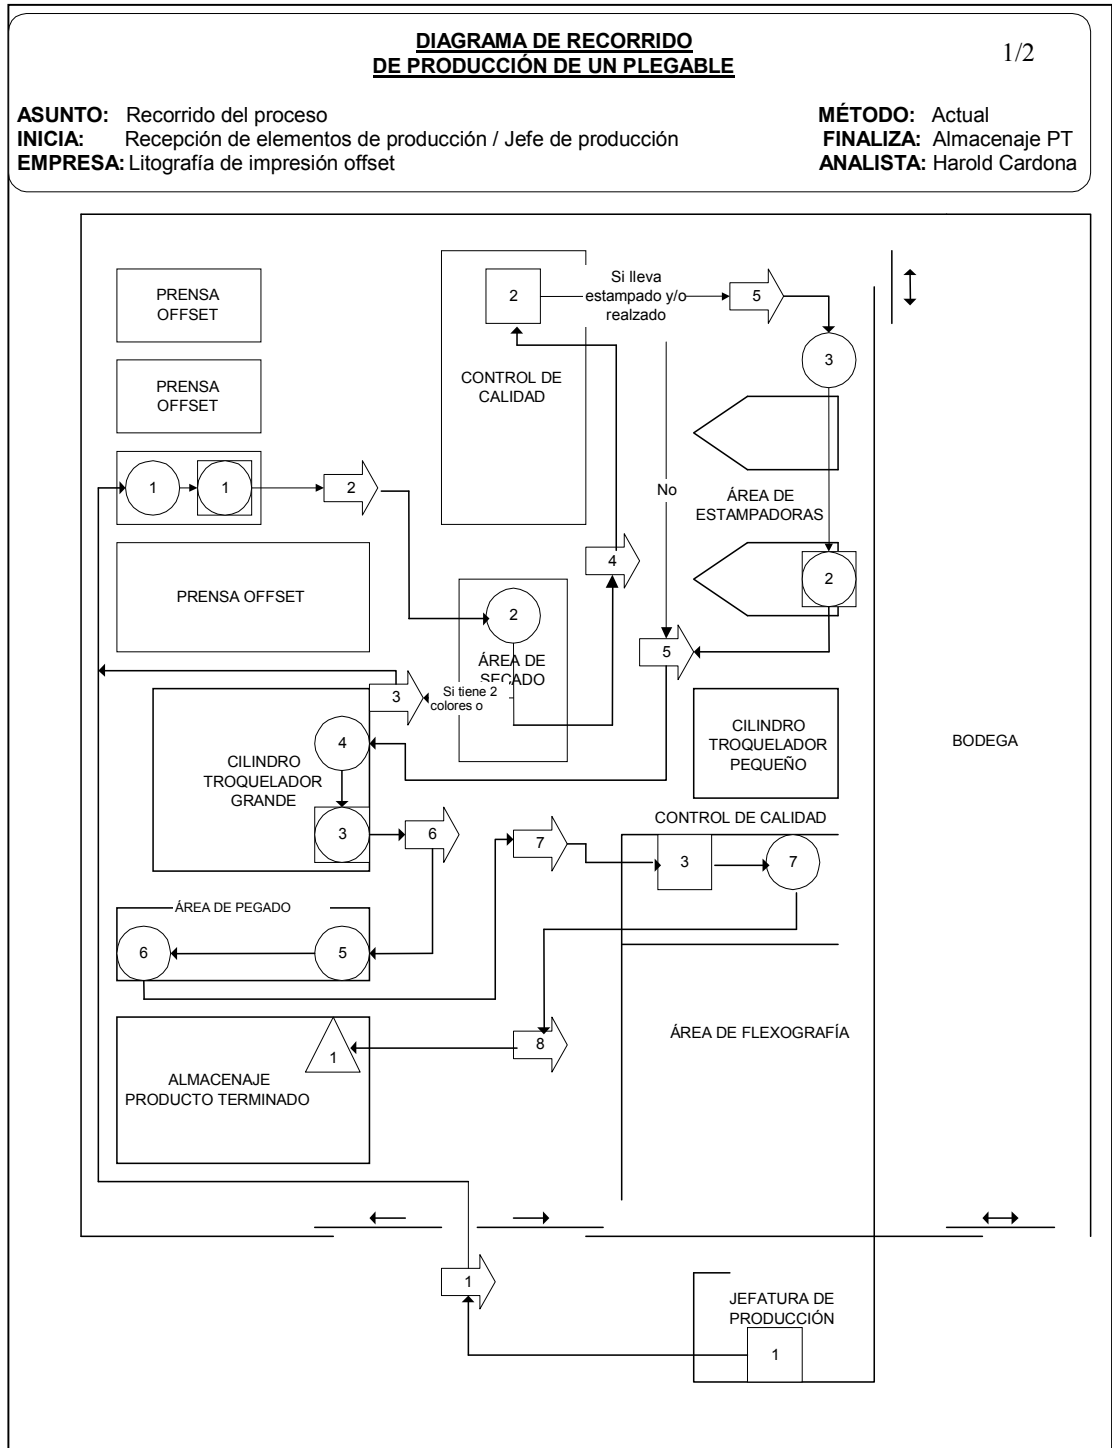 DIAGRAMA DE RECORRIDO
DE PRODUCCIÓN DE UN PLEGABLE
1/2
ASUNTO: Recorrido del proceso
MÉTODO: Actual
INICIA: Recepción de elementos de producción / Jefe de producción
FINALIZA: Almacenaje PT
EMPRESA: Litografía de impresión offset
ANALISTA: Harold Cardona
PRENSA
OFFSET
PRENSA
OFFSET
1
1
2
PRENSA OFFSET
2
CONTROL DE
CALIDAD
Si lleva
estampado y/o
realzado
5
3
No
ÁREA DE
ESTAMPADORAS
2
4
2
ÁREA DE
SECADO
Si tiene 2
colores o
3
5
4
CILINDRO
TROQUELADOR
GRANDE
3
6
CILINDRO
TROQUELADOR
PEQUEÑO
BODEGA
CONTROL DE CALIDAD
7
3
7
ÁREA DE PEGADO
6
5
8
1
ALMACENAJE
PRODUCTO TERMINADO
ÁREA DE FLEXOGRAFÍA
1
JEFATURA DE
PRODUCCIÓN
1